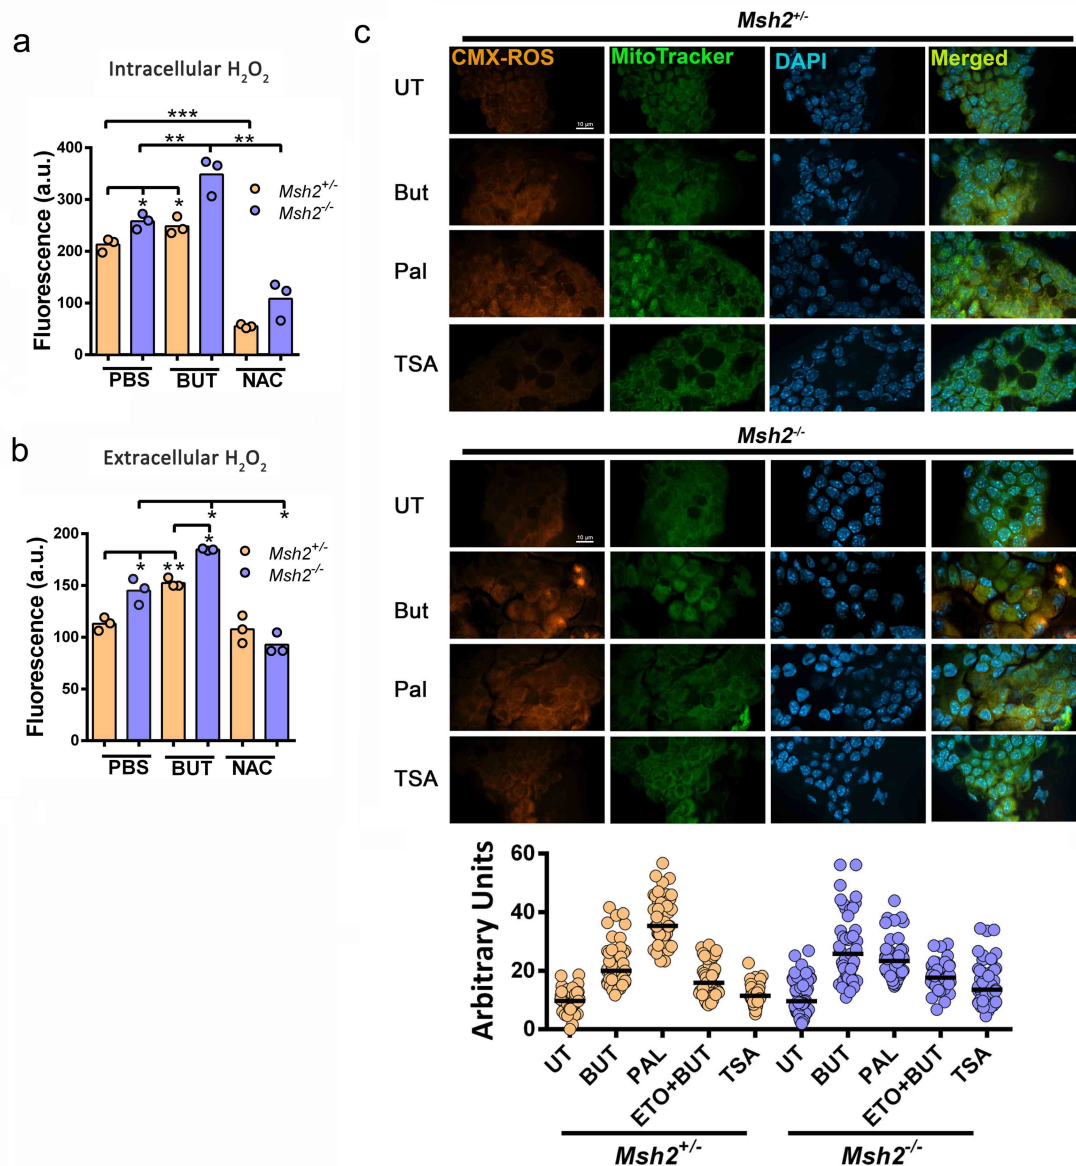 a
Intracellular H₂O₂
***
** **
* *
Fluorescence (a.u.)
400
300
200
100
0
Msh2+/-
Msh2-/-
PBS BUT NAC
b
Extracellular H₂O₂
* *
*
* **
Fluorescence (a.u.)
200
150
100
50
0
Msh2+/-
Msh2-/-
PBS BUT NAC
c
Msh2+/-
CMX-ROS MitoTracker DAPI Merged
UT
10 µm
But
Pal
TSA
Msh2-/-
UT
10 µm
But
Pal
TSA
Arbitrary Units
60
40
20
0
UT BUT PAL ETO+BUT TSA UT BUT PAL ETO+BUT TSA
Msh2+/- Msh2-/-